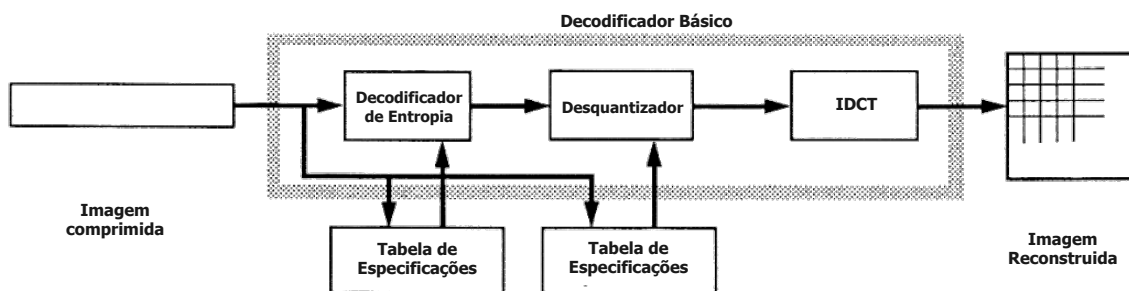 Decodificador Básico
Decodificador
de Entropia
Desquantizador
IDCT
Imagem
comprimida
Tabela de
Especificações
Tabela de
Especificações
Imagem
Reconstruida